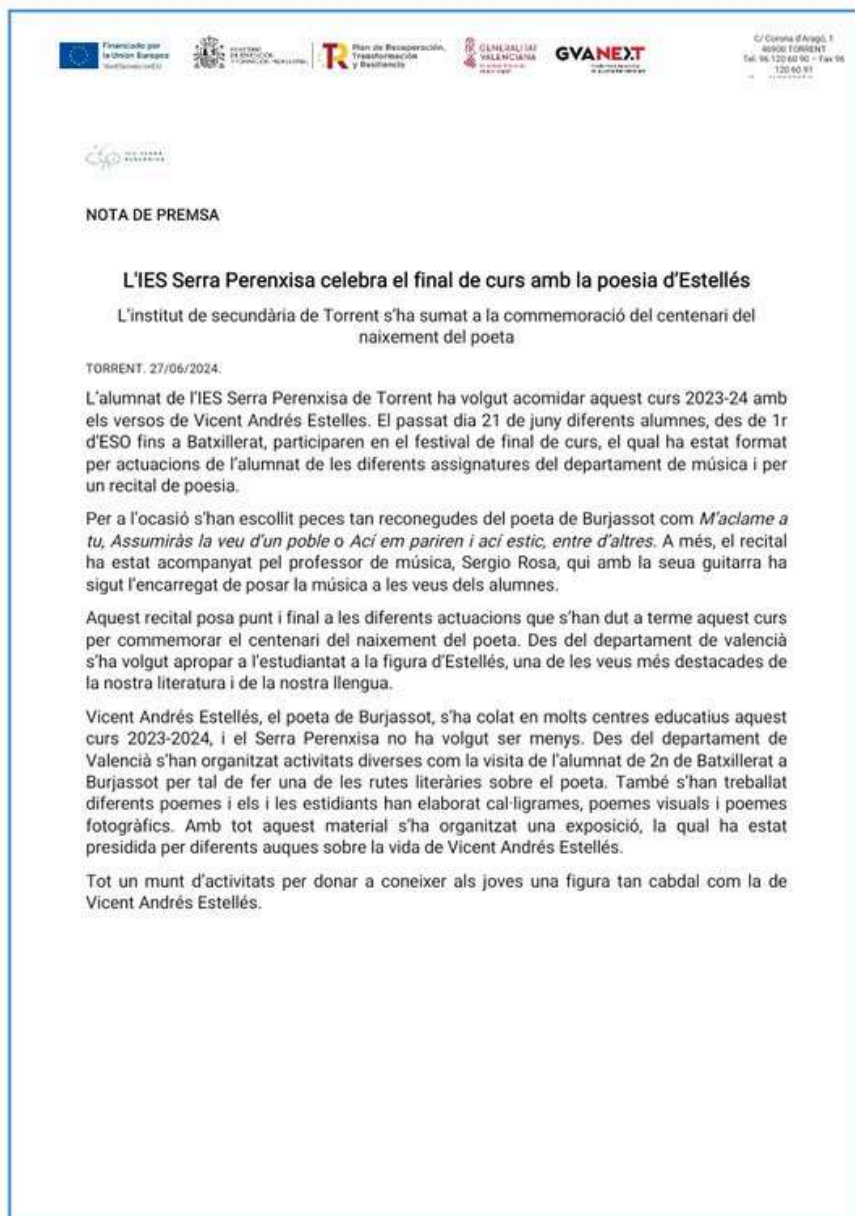 Financiado por
la Unión Europea
NextGenerationEU
Plan de Recuperación,
Transformación
y Resiliencia
GENERALITAT
VALENCIANA
GVANEXT
C/ Corona d'Aragó, 1
46900 TORRENT
Tel. 96 120 60 90 – Fax 96
120 60 91
IES SERRA
PERENXISA
NOTA DE PREMSA
L'IES Serra Perenxisa celebra el final de curs amb la poesia d'Estellés
L'institut de secundària de Torrent s'ha sumat a la commemoració del centenari del
naixement del poeta
TORRENT. 27/06/2024.
L'alumnat de l'IES Serra Perenxisa de Torrent ha volgut acomidar aquest curs 2023-24 amb
els versos de Vicent Andrés Estelles. El passat dia 21 de juny diferents alumnes, des de 1r
d'ESO fins a Batxillerat, participaren en el festival de final de curs, el qual ha estat format
per actuacions de l'alumnat de les diferents assignatures del departament de música i per
un recital de poesia.
Per a l'ocasió s'han escollit peces tan reconegudes del poeta de Burjassot com M'aclame a
tu, Assumiràs la veu d'un poble o Ací em pariren i ací estic, entre d'altres. A més, el recital
ha estat acompanyat pel professor de música, Sergio Rosa, qui amb la seua guitarra ha
sigut l'encarregat de posar la música a les veus dels alumnes.
Aquest recital posa punt i final a les diferents actuacions que s'han dut a terme aquest curs
per commemorar el centenari del naixement del poeta. Des del departament de valencià
s'ha volgut apropar a l'estudiantat a la figura d'Estellés, una de les veus més destacades de
la nostra literatura i de la nostra llengua.
Vicent Andrés Estellés, el poeta de Burjassot, s'ha colat en molts centres educatius aquest
curs 2023-2024, i el Serra Perenxisa no ha volgut ser menys. Des del departament de
Valencià s'han organitzat activitats diverses com la visita de l'alumnat de 2n de Batxillerat a
Burjassot per tal de fer una de les rutes literàries sobre el poeta. També s'han treballat
diferents poemes i els i les estidiants han elaborat cal·ligrames, poemes visuals i poemes
fotogràfics. Amb tot aquest material s'ha organitzat una exposició, la qual ha estat
presidida per diferents auques sobre la vida de Vicent Andrés Estellés.
Tot un munt d'activitats per donar a coneixer als joves una figura tan cabdal com la de
Vicent Andrés Estellés.